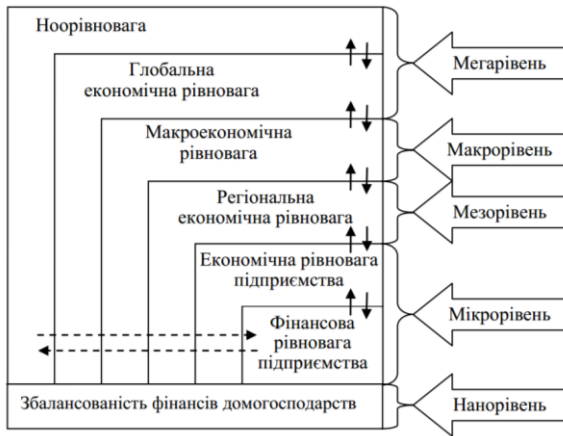 Ноорівновага
Мегарівень
Глобальна
економічна рівновага
Макроекономічна
рівновага
Макрорівень
Регіональна
економічна рівновага
Мезорівень
Економічна рівновага
підприємства
Фінансова
рівновага
підприємства
Мікрорівень
Збалансованість фінансів домогосподарств
Нанорівень